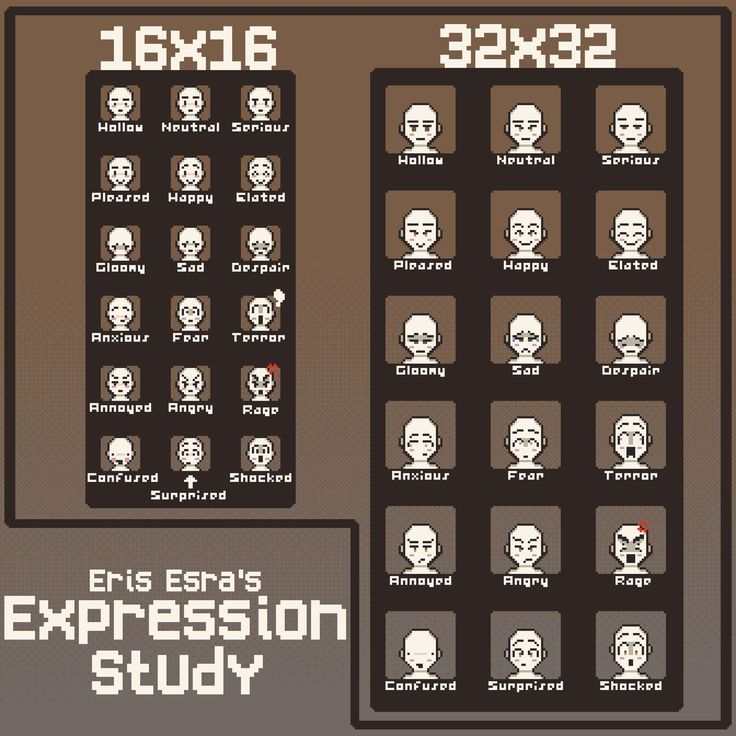 16x16
Hollow Neutral Serious
Pleased Happy Elated
Gloomy Sad Despair
Anxious Fear Terror
Annoyed Angry Rage
Confused Shocked
Surprised
32x32
Hollow Neutral Serious
Pleased Happy Elated
Gloomy Sad Despair
Anxious Fear Terror
Annoyed Angry Rage
Confused Surprised Shocked
Eris Esra's
Expression
Study